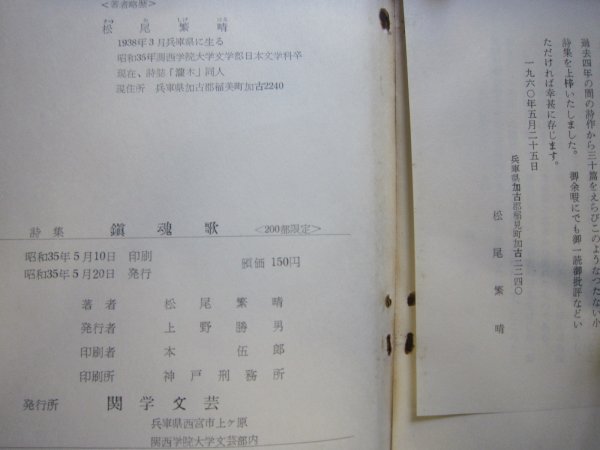 <著者略歴>
松尾繁晴
1938年3月兵庫県に生る
昭和35年関西学院大学文学部日本文学科卒
現在、詩誌「灌木」同人
現住所 兵庫県加古郡稲美町加古2240
詩集 鎮魂歌 <200部限定>
昭和35年5月10日 印刷
昭和35年5月20日 発行
頒価 150円
著者 松尾繁晴
発行者 上野勝男
印刷者 本伍郎
印刷所 神戸刑務所
発行所 関学文芸
兵庫県西宮市上ケ原
関西学院大学文芸部内
過去四年の間の詩作から三十篇をえらびこのようなつたない小
詩集を上梓いたしました。御余暇にでも御一読御批評などい
ただければ幸甚に存じます。
一九六〇年五月二十五日
兵庫県加古郡稲見町加古二二四〇
松尾繁晴